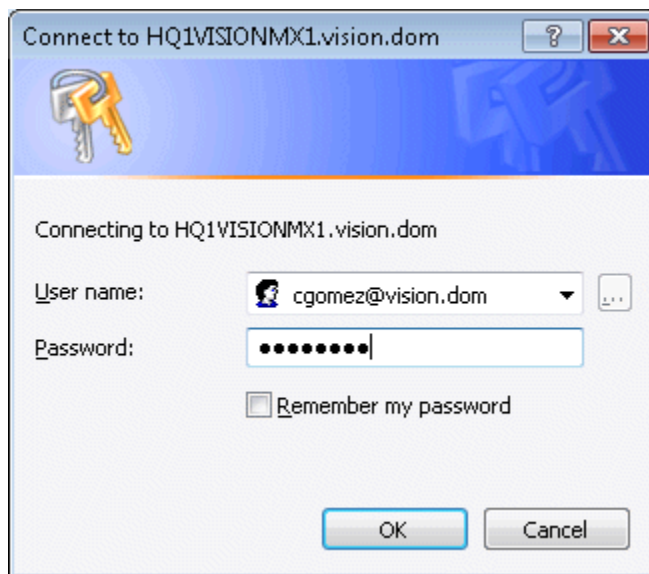 Connect to HQ1VISIONMX1.vision.dom
Connecting to HQ1VISIONMX1.vision.dom
User name: cgomez@vision.dom ...
Password: ●●●●●●●●
Remember my password
OK Cancel